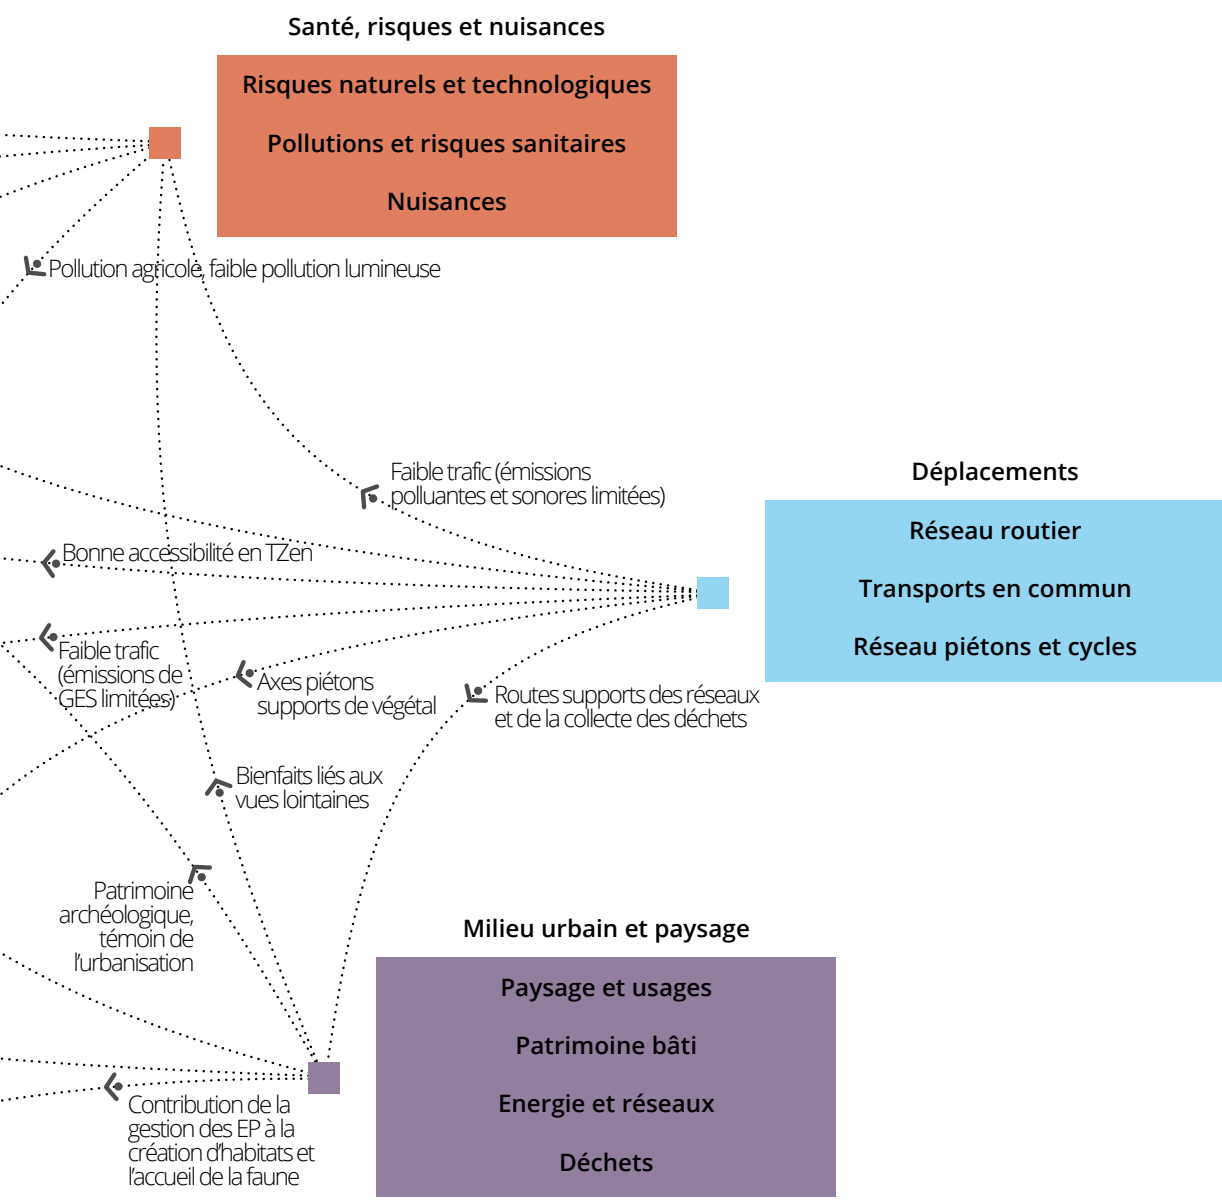 Santé, risques et nuisances
Risques naturels et technologiques
Pollutions et risques sanitaires
Nuisances
Pollution agricole, faible pollution lumineuse
Faible trafic (émissions
polluantes et sonores limitées)
Déplacements
Réseau routier
Transports en commun
Réseau piétons et cycles
Bonne accessibilité en TZen
Faible trafic
(émissions de
GES limitées)
Axes piétons
supports de végétal
Routes supports des réseaux
et de la collecte des déchets
Bienfaits liés aux
vues lointaines
Patrimoine
archéologique,
témoin de
l'urbanisation
Milieu urbain et paysage
Paysage et usages
Patrimoine bâti
Energie et réseaux
Déchets
Contribution de la
gestion des EP à la
création d'habitats et
l'accueil de la faune